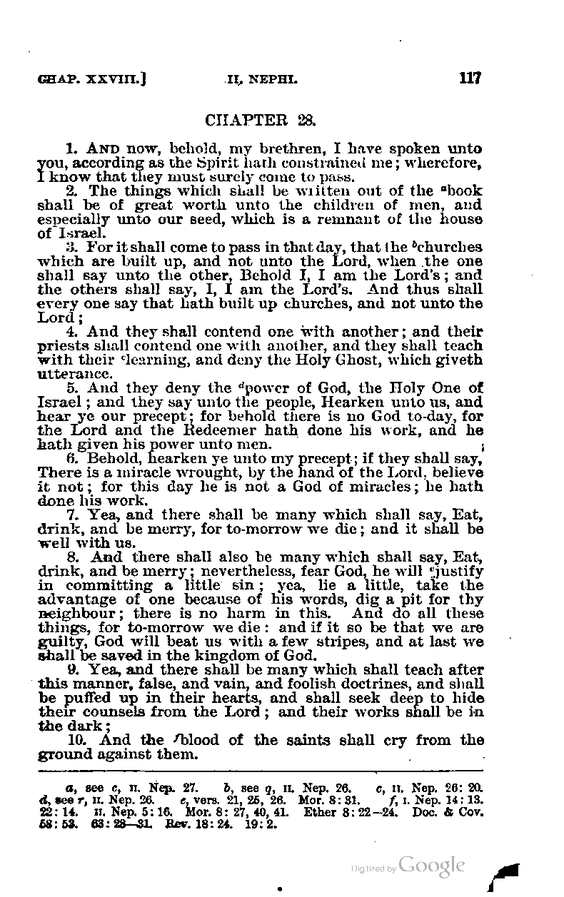 CHAP. XXVIII.] II, NEPHI. 117
CHAPTER 28.
1. AND now, behold, my brethren, I have spoken unto
you, according as the Spirit hath constrained me; wherefore,
I know that they must surely come to pass.
2. The things which shall be written out of the ᵃbook
shall be of great worth unto the children of men, and
especially unto our seed, which is a remnant of the house
of Israel.
3. For it shall come to pass in that day, that the ᵇchurches
which are built up, and not unto the Lord, when the one
shall say unto the other, Behold I, I am the Lord's; and
the others shall say, I, I am the Lord's. And thus shall
every one say that hath built up churches, and not unto the
Lord;
4. And they shall contend one with another; and their
priests shall contend one with another, and they shall teach
with their ᶜlearning, and deny the Holy Ghost, which giveth
utterance.
5. And they deny the ᵈpower of God, the Holy One of
Israel; and they say unto the people, Hearken unto us, and
hear ye our precept; for behold there is no God to-day, for
the Lord and the Redeemer hath done his work, and he
hath given his power unto men.
6. Behold, hearken ye unto my precept; if they shall say,
There is a miracle wrought, by the hand of the Lord, believe
it not; for this day he is not a God of miracles; he hath
done his work.
7. Yea, and there shall be many which shall say, Eat,
drink, and be merry, for to-morrow we die; and it shall be
well with us.
8. And there shall also be many which shall say, Eat,
drink, and be merry; nevertheless, fear God, he will ᵉjustify
in committing a little sin; yea, lie a little, take the
advantage of one because of his words, dig a pit for thy
neighbour; there is no harm in this. And do all these
things, for to-morrow we die: and if it so be that we are
guilty, God will beat us with a few stripes, and at last we
shall be saved in the kingdom of God.
9. Yea, and there shall be many which shall teach after
this manner, false, and vain, and foolish doctrines, and shall
be puffed up in their hearts, and shall seek deep to hide
their counsels from the Lord; and their works shall be in
the dark;
10. And the ᶠblood of the saints shall cry from the
ground against them.
a, see c, II. Nep. 27. b, see q, II. Nep. 26. c, II. Nep. 26: 20.
d, see r, II. Nep. 26. e, vers. 21, 25, 26. Mor. 8: 31. f, I. Nep. 14: 13.
22: 14. II. Nep. 5: 16. Mor. 8: 27, 40, 41. Ether 8: 22—24. Doc. & Cov.
58: 53. 63: 28—31. Rev. 18: 24. 19: 2.
Digitized by Google